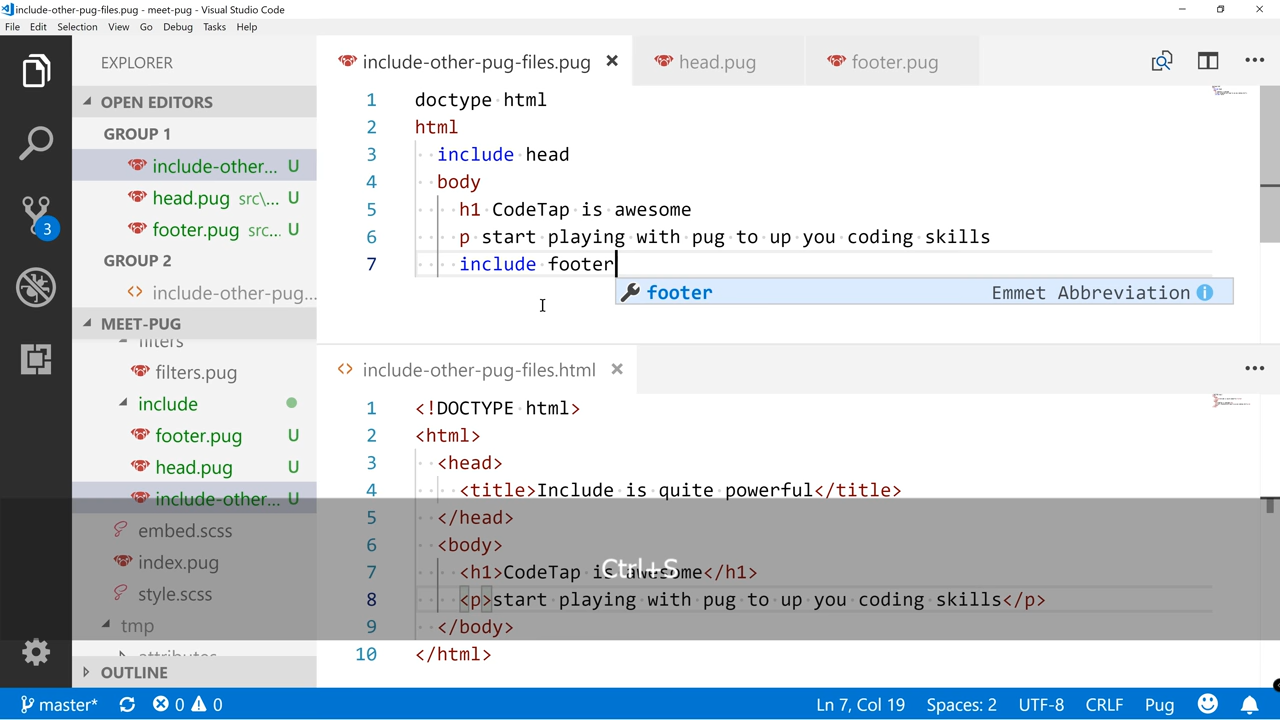 include-other-pug-files.pug - meet-pug - Visual Studio Code
File Edit Selection View Go Debug Tasks Help
EXPLORER
OPEN EDITORS
GROUP 1
include-other... U
head.pug src\... U
footer.pug src... U
GROUP 2
include-other-pug...
MEET-PUG
filters
filters.pug
include
footer.pug U
head.pug U
include-other... U
embed.scss
index.pug
style.scss
tmp
attributes
OUTLINE
3
include-other-pug-files.pug head.pug footer.pug
1 doctype html
2 html
3 include head
4 body
5 h1 CodeTap is awesome
6 p start playing with pug to up you coding skills
7 include footer
footer Emmet Abbreviation
include-other-pug-files.html
1 <!DOCTYPE html>
2 <html>
3 <head>
4 <title>Include is quite powerful</title>
5 </head>
6 <body>
7 <h1>CodeTap is awesome</h1>
8 <p>start playing with pug to up you coding skills</p>
9 </body>
10 </html>
Ctrl+S
master* 0 0 Ln 7, Col 19 Spaces: 2 UTF-8 CRLF Pug